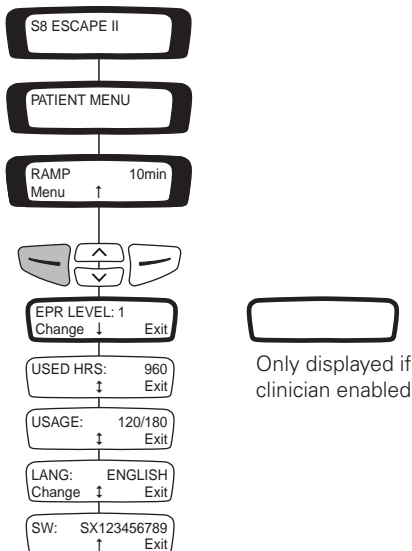 S8 ESCAPE II
PATIENT MENU
RAMP 10min
Menu ↑
EPR LEVEL: 1
Change ↓ Exit
Only displayed if
clinician enabled
USED HRS: 960
↕ Exit
USAGE: 120/180
↕ Exit
LANG: ENGLISH
Change ↕ Exit
SW: SX123456789
↑ Exit